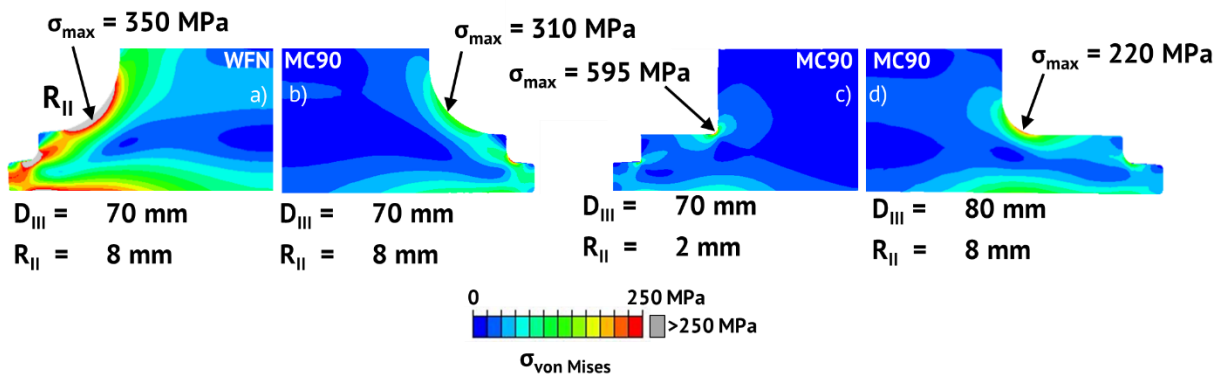 σmax = 350 MPa
WFN
a)
RII
MC90
b)
σmax = 310 MPa
σmax = 595 MPa
MC90
c)
MC90
d)
σmax = 220 MPa
DIII = 70 mm
RII = 8 mm
DIII = 70 mm
RII = 8 mm
DIII = 70 mm
RII = 2 mm
DIII = 80 mm
RII = 8 mm
0 250 MPa
>250 MPa
σvon Mises